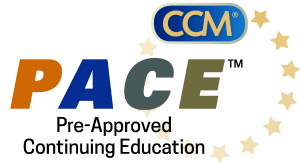 CCM®
PACE™
Pre-Approved
Continuing Education